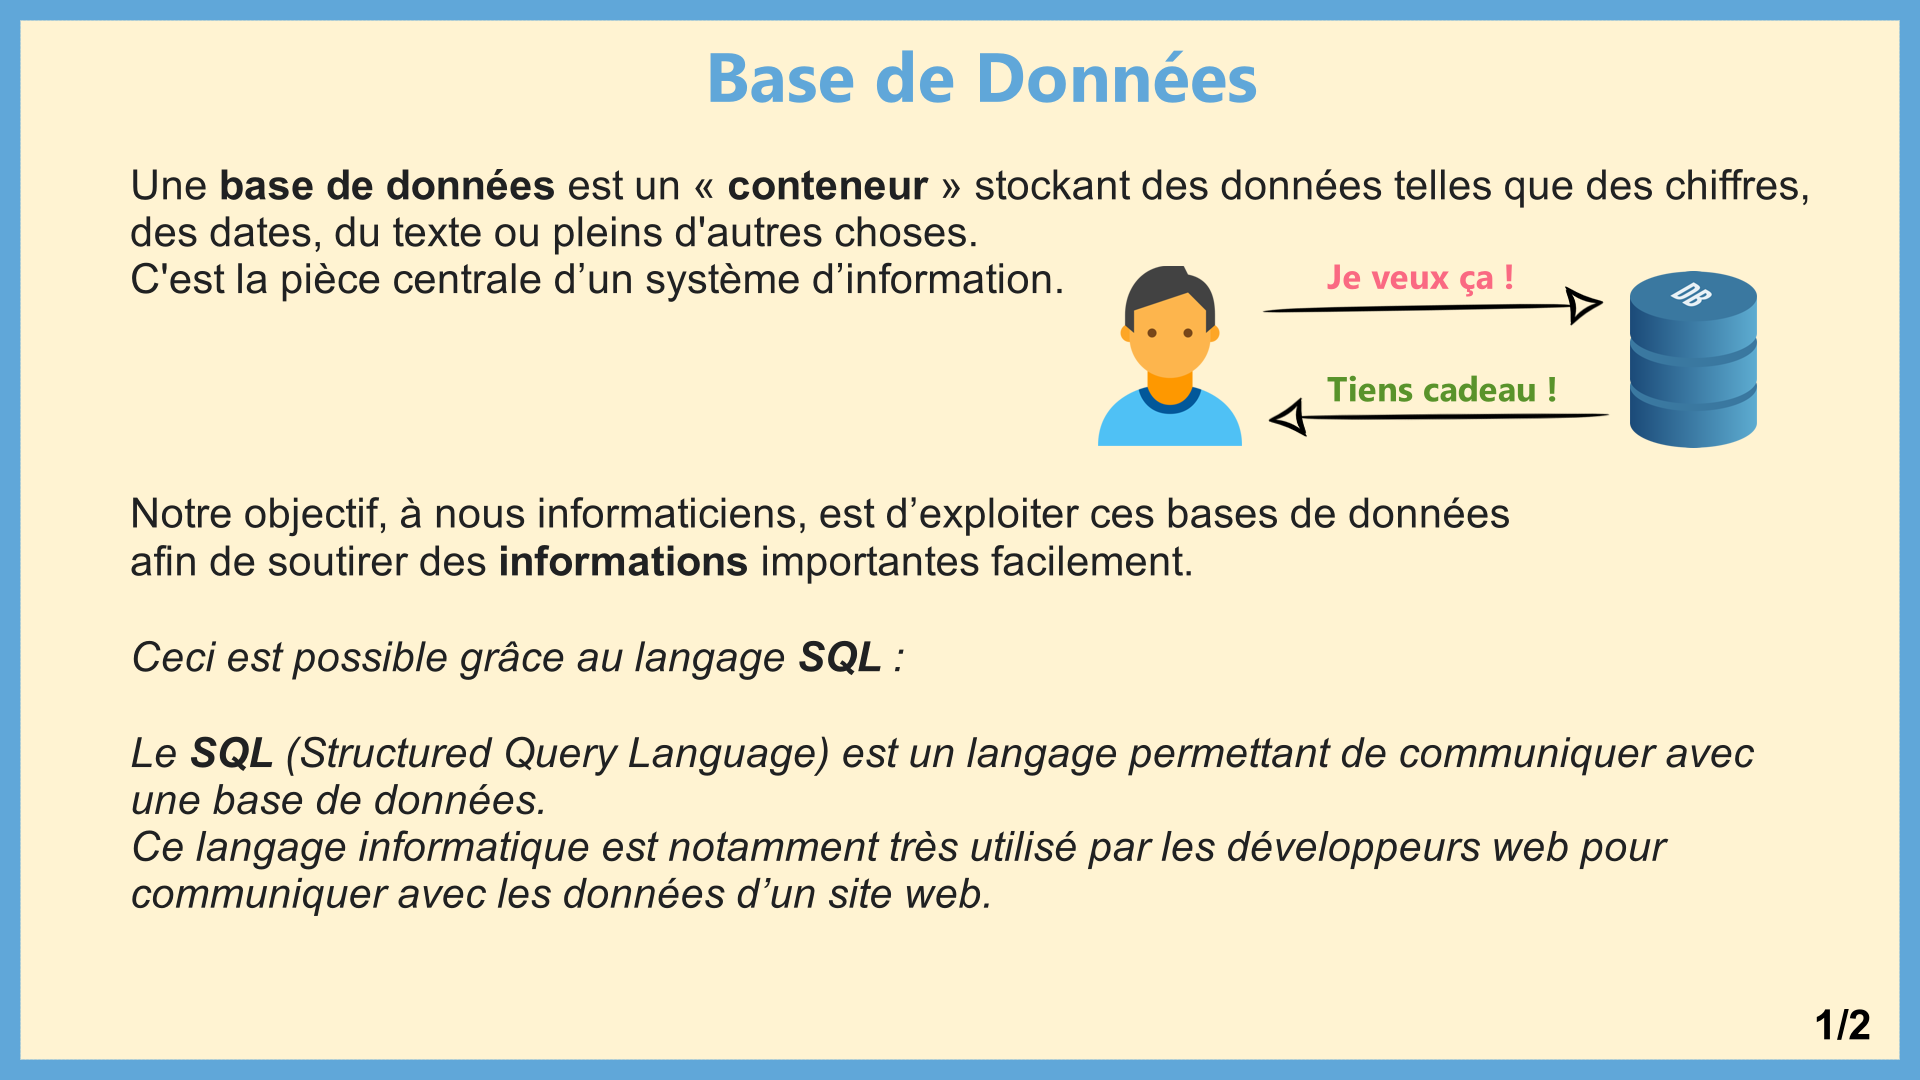 Base de Données
Une base de données est un « conteneur » stockant des données telles que des chiffres,
des dates, du texte ou pleins d'autres choses.
C'est la pièce centrale d’un système d’information.
Je veux ça !
DB
Tiens cadeau !
Notre objectif, à nous informaticiens, est d’exploiter ces bases de données
afin de soutirer des informations importantes facilement.
Ceci est possible grâce au langage SQL :
Le SQL (Structured Query Language) est un langage permettant de communiquer avec
une base de données.
Ce langage informatique est notamment très utilisé par les développeurs web pour
communiquer avec les données d’un site web.
1/2